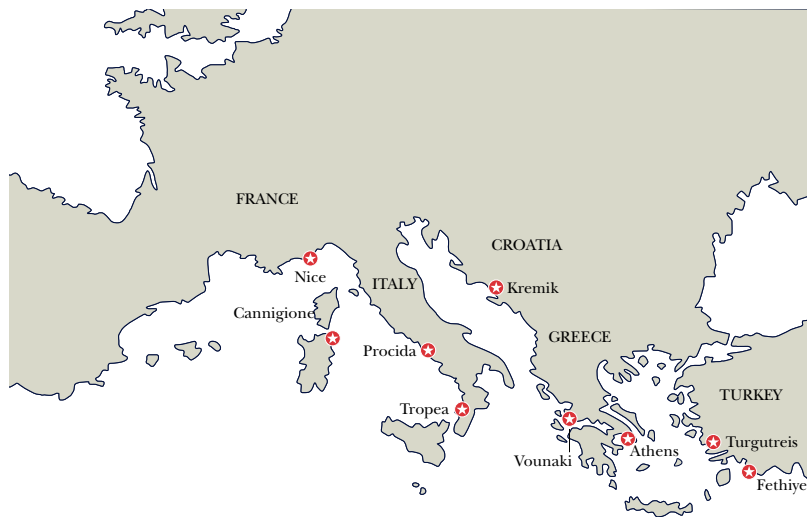 FRANCE
CROATIA
Nice
ITALY
Kremik
Cannigione
GREECE
Procida
TURKEY
Tropea
Turgutreis
Athens
Vounaki
Fethiye